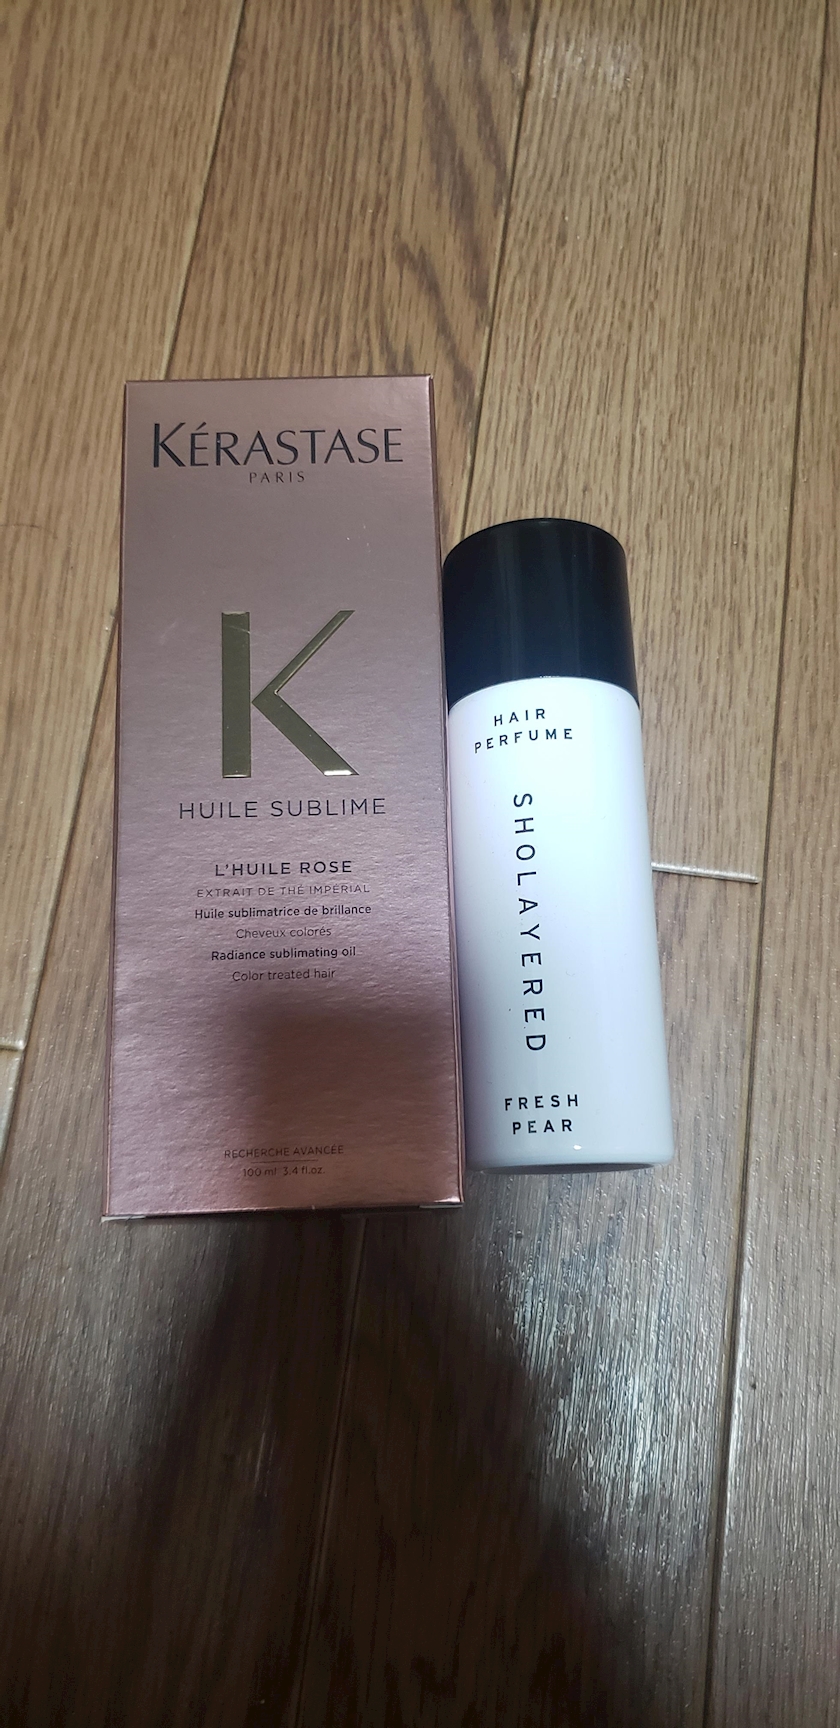 KÉRASTASE
PARIS
K
HUILE SUBLIME
L'HUILE ROSE
EXTRAIT DE THÉ IMPÉRIAL
Huile sublimatrice de brillance
Cheveux colorés
Radiance sublimating oil
Color treated hair
RECHERCHE AVANCÉE
100 ml 3.4 fl.oz.
HAIR
PERFUME
SHOLAYERED
FRESH
PEAR